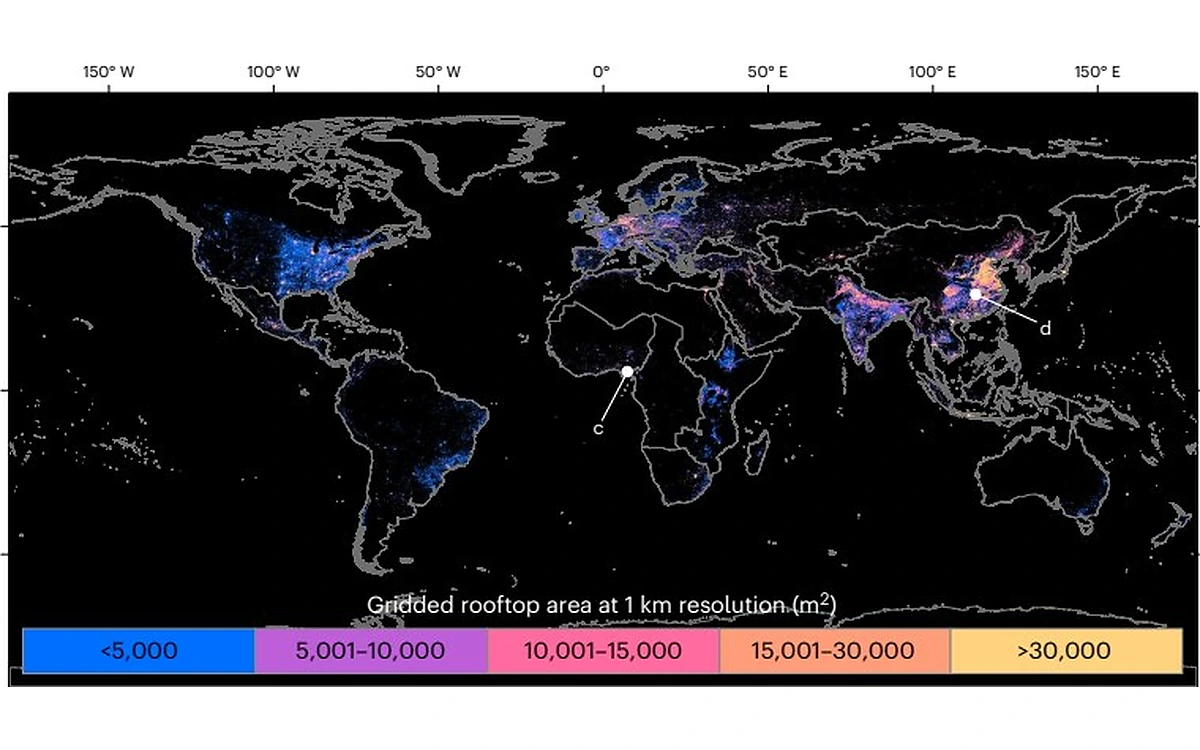 150° W 100° W 50° W 0° 50° E 100° E 150° E
d
c
Gridded rooftop area at 1 km resolution (m²)
<5,000 5,001–10,000 10,001–15,000 15,001–30,000 >30,000